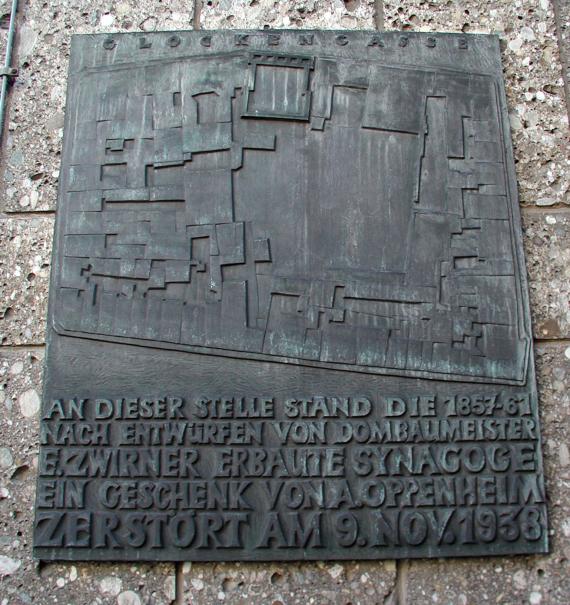 GLOCKENGASSE
AN DIESER STELLE STAND DIE 1857-61
NACH ENTWÜRFEN VON DOMBAUMEISTER
E.ZWIRNER ERBAUTE SYNAGOGE
EIN GESCHENK VON A.OPPENHEIM
ZERSTÖRT AM 9.NOV.1938